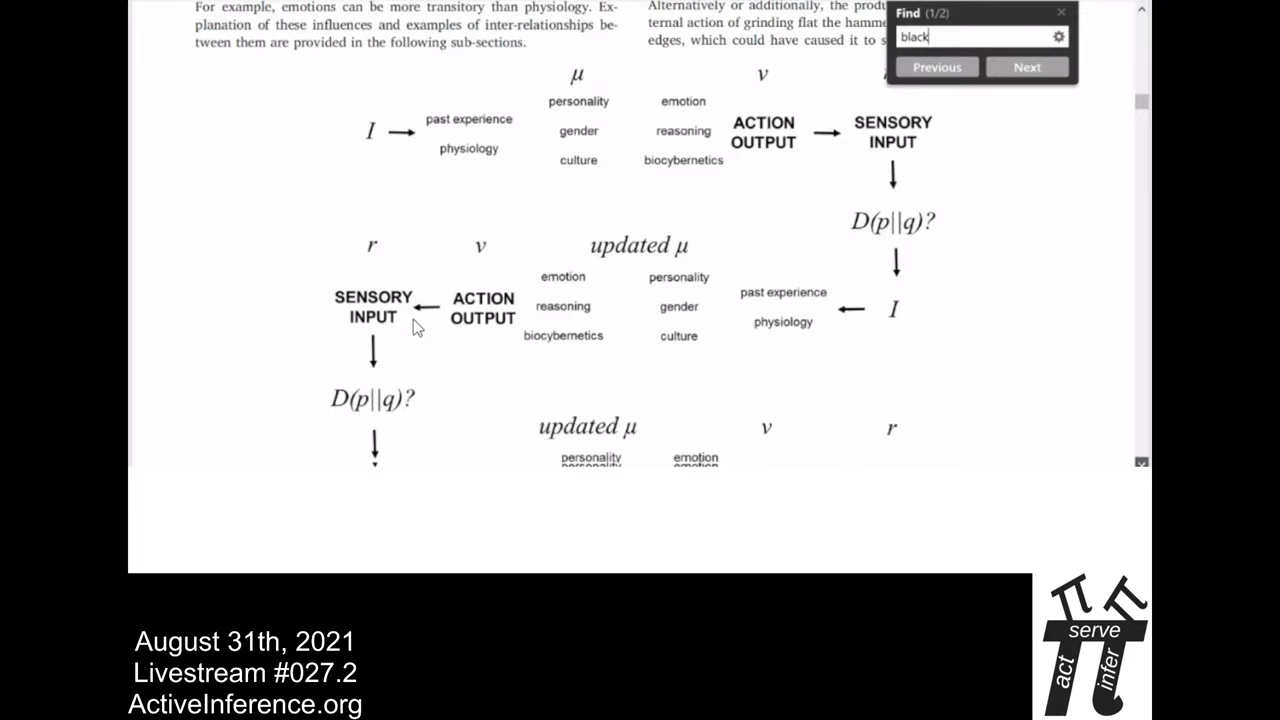 For example, emotions can be more transitory than physiology. Ex-
planation of these influences and examples of inter-relationships be-
tween them are provided in the following sub-sections.
Alternatively or additionally, the produ
ternal action of grinding flat the hamme
edges, which could have caused it to s
Find (1/2)
black
Previous Next
μ ν
I past experience physiology
personality gender culture
emotion reasoning biocybernetics
ACTION OUTPUT
SENSORY INPUT
D(p||q)?
r ν updated μ
SENSORY INPUT
ACTION OUTPUT
emotion reasoning biocybernetics
personality gender culture
past experience physiology
I
D(p||q)?
updated μ ν r
personality emotion
August 31th, 2021
Livestream #027.2
ActiveInference.org
serve
act
infer